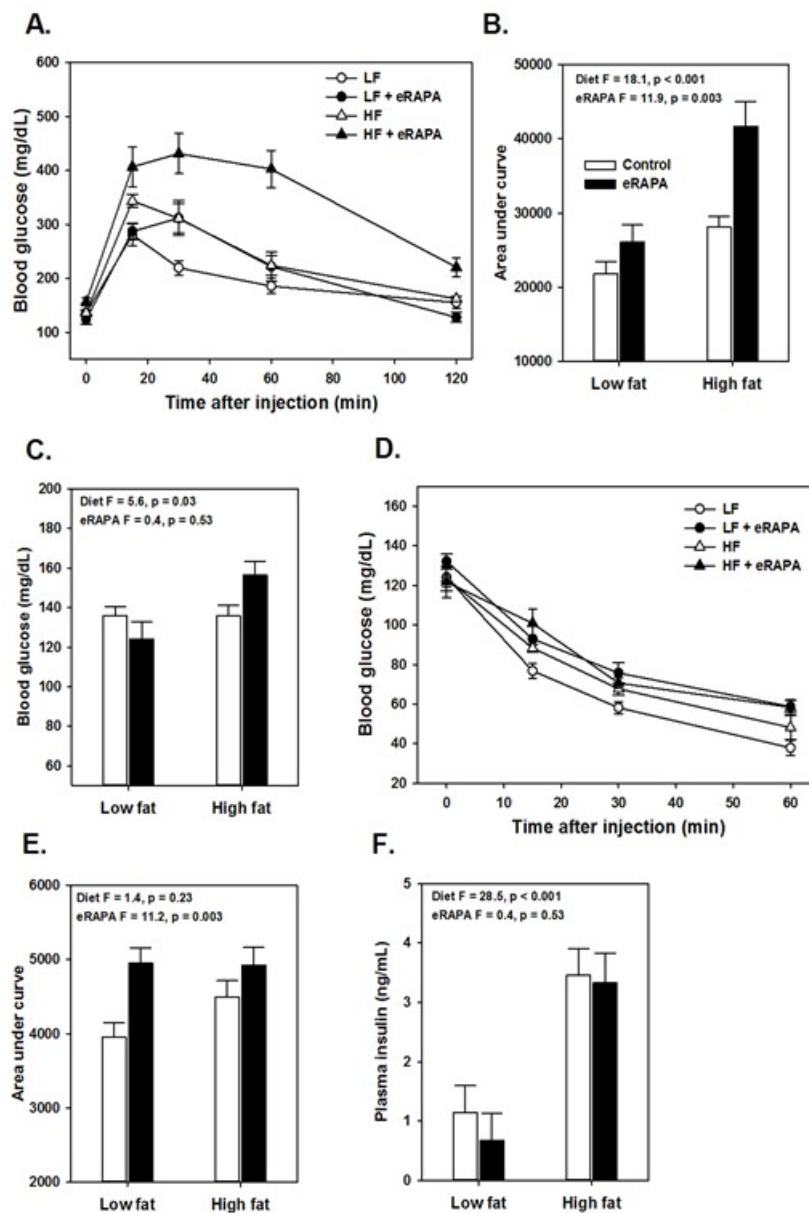 A.
600
500
400
300
200
100
Blood glucose (mg/dL)
LF
LF + eRAPA
HF
HF + eRAPA
0 20 40 60 80 100 120
Time after injection (min)
B.
50000
40000
30000
20000
10000
Area under curve
Diet F = 18.1, p < 0.001
eRAPA F = 11.9, p = 0.003
Control
eRAPA
Low fat High fat
C.
200
180
160
140
120
100
80
60
Blood glucose (mg/dL)
Diet F = 5.6, p = 0.03
eRAPA F = 0.4, p = 0.53
Low fat High fat
D.
160
140
120
100
80
60
40
20
Blood glucose (mg/dL)
LF
LF + eRAPA
HF
HF + eRAPA
0 10 20 30 40 50 60
Time after injection (min)
E.
6000
5000
4000
3000
2000
Area under curve
Diet F = 1.4, p = 0.23
eRAPA F = 11.2, p = 0.003
Low fat High fat
F.
5
4
3
2
1
0
Plasma insulin (ng/mL)
Diet F = 28.5, p < 0.001
eRAPA F = 0.4, p = 0.53
Low fat High fat